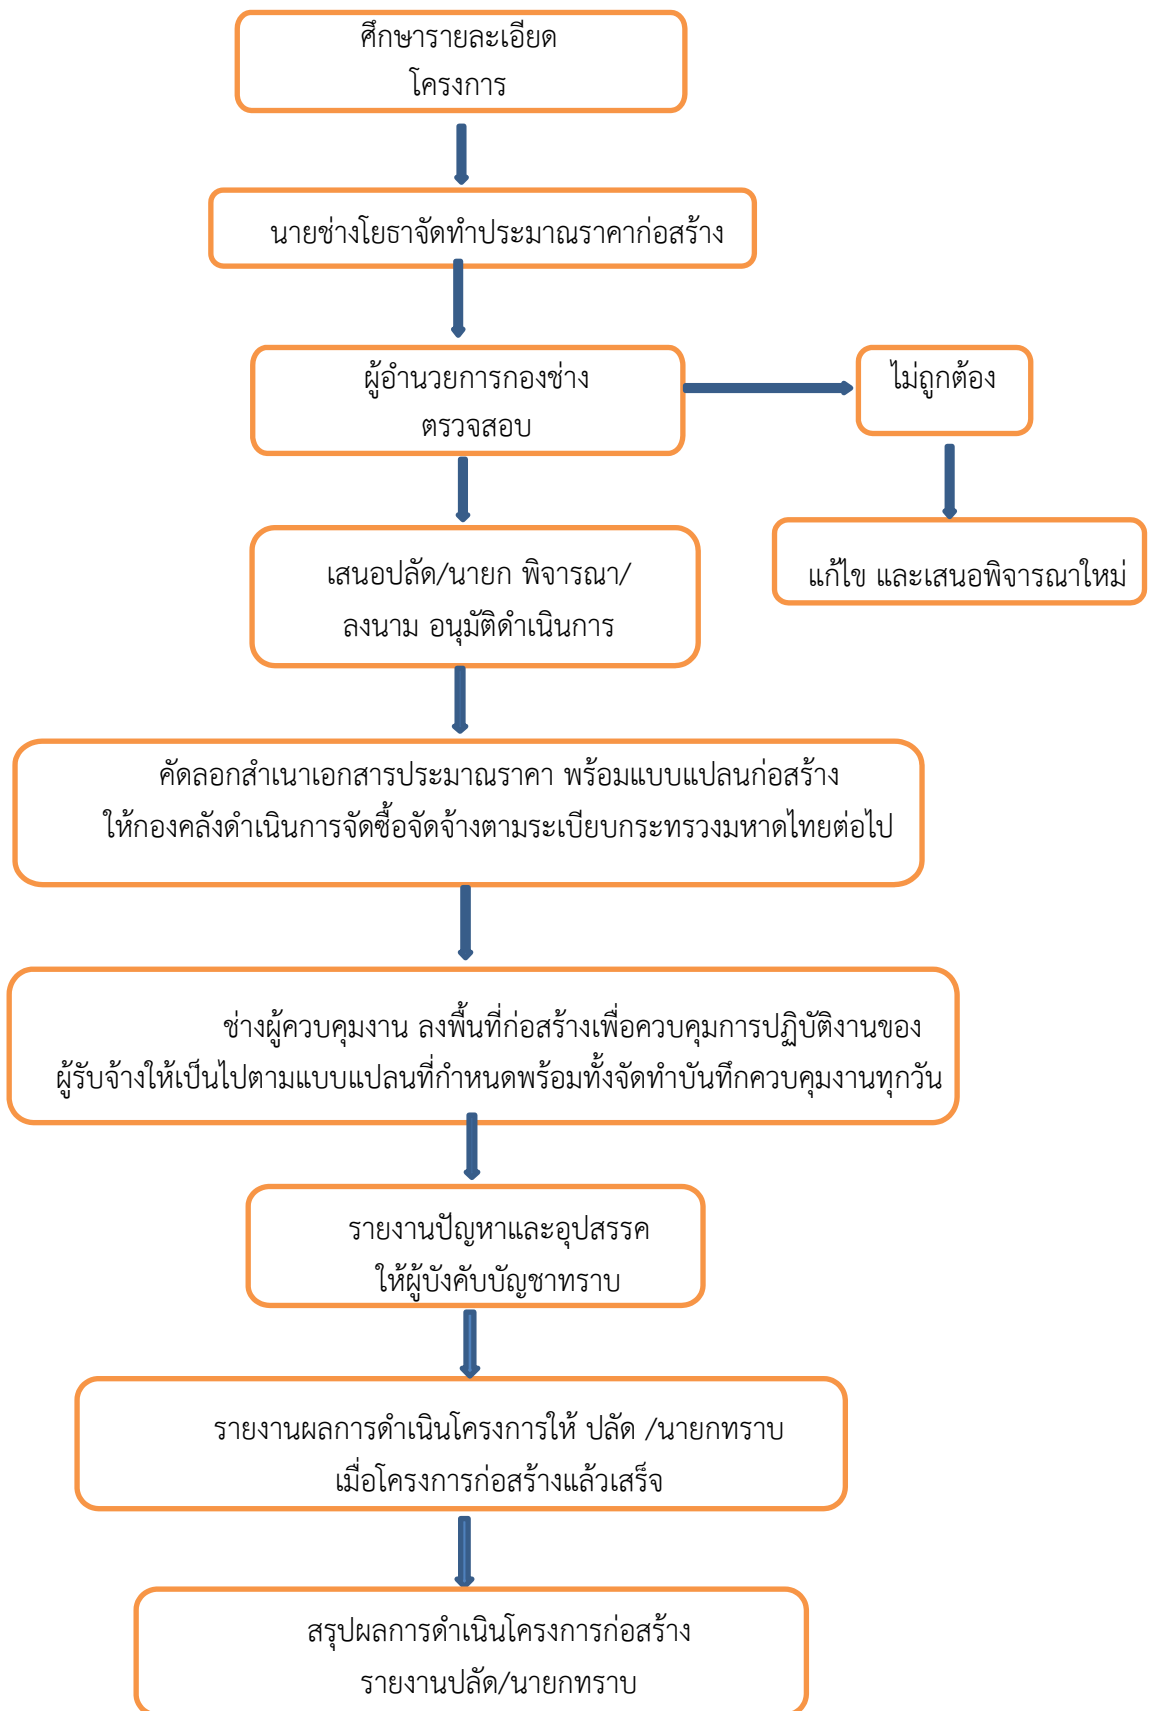 ศึกษารายละเอียด
โครงการ
นายช่างโยธาจัดทำประมาณราคาก่อสร้าง
ผู้อำนวยการกองช่าง
ตรวจสอบ
ไม่ถูกต้อง
เสนอปลัด/นายก พิจารณา/
ลงนาม อนุมัติดำเนินการ
แก้ไข และเสนอพิจารณาใหม่
คัดลอกสำเนาเอกสารประมาณราคา พร้อมแบบแปลนก่อสร้าง
ให้กองคลังดำเนินการจัดซื้อจัดจ้างตามระเบียบกระทรวงมหาดไทยต่อไป
ช่างผู้ควบคุมงาน ลงพื้นที่ก่อสร้างเพื่อควบคุมการปฏิบัติงานของ
ผู้รับจ้างให้เป็นไปตามแบบแปลนที่กำหนดพร้อมทั้งจัดทำบันทึกควบคุมงานทุกวัน
รายงานปัญหาและอุปสรรค
ให้ผู้บังคับบัญชาทราบ
รายงานผลการดำเนินโครงการให้ ปลัด /นายกทราบ
เมื่อโครงการก่อสร้างแล้วเสร็จ
สรุปผลการดำเนินโครงการก่อสร้าง
รายงานปลัด/นายกทราบ